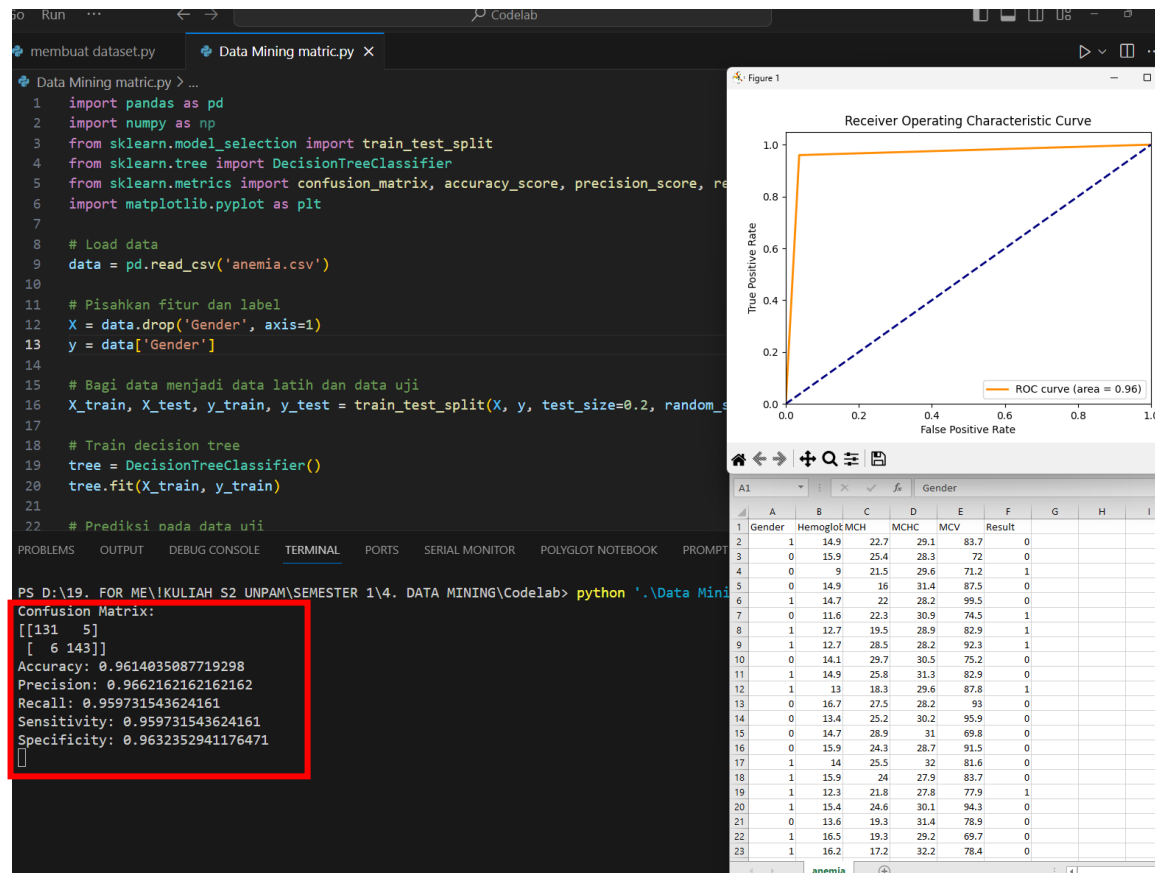 Go Run ... Codelab
membuat dataset.py
Data Mining matric.py
Data Mining matric.py > ...
1 import pandas as pd
2 import numpy as np
3 from sklearn.model_selection import train_test_split
4 from sklearn.tree import DecisionTreeClassifier
5 from sklearn.metrics import confusion_matrix, accuracy_score, precision_score, re
6 import matplotlib.pyplot as plt
7
8 # Load data
9 data = pd.read_csv('anemia.csv')
10
11 # Pisahkan fitur dan label
12 X = data.drop('Gender', axis=1)
13 y = data['Gender']
14
15 # Bagi data menjadi data latih dan data uji
16 X_train, X_test, y_train, y_test = train_test_split(X, y, test_size=0.2, random_s
17
18 # Train decision tree
19 tree = DecisionTreeClassifier()
20 tree.fit(X_train, y_train)
21
22 # Prediksi pada data uji
PROBLEMS OUTPUT DEBUG CONSOLE TERMINAL PORTS SERIAL MONITOR POLYGLOT NOTEBOOK PROMPT
PS D:\19. FOR ME\!KULIAH S2 UNPAM\SEMESTER 1\4. DATA MINING\Codelab> python '.\Data Mini
Confusion Matrix:
[[131 5]
[ 6 143]]
Accuracy: 0.9614035087719298
Precision: 0.9662162162162162
Recall: 0.959731543624161
Sensitivity: 0.959731543624161
Specificity: 0.9632352941176471
Figure 1
Receiver Operating Characteristic Curve
True Positive Rate
1.0
0.8
0.6
0.4
0.2
0.0
0.0 0.2 0.4 0.6 0.8 1.0
False Positive Rate
ROC curve (area = 0.96)
A1 fx Gender
A B C D E F G H I
1 Gender Hemoglob MCH MCHC MCV Result
2 1 14.9 22.7 29.1 83.7 0
3 0 15.9 25.4 28.3 72 0
4 0 9 21.5 29.6 71.2 1
5 0 14.9 16 31.4 87.5 0
6 1 14.7 22 28.2 99.5 0
7 0 11.6 22.3 30.9 74.5 1
8 1 12.7 19.5 28.9 82.9 1
9 1 12.7 28.5 28.2 92.3 1
10 0 14.1 29.7 30.5 75.2 0
11 1 14.9 25.8 31.3 82.9 0
12 1 13 18.3 29.6 87.8 1
13 0 16.7 27.5 28.2 93 0
14 0 13.4 25.2 30.2 95.9 0
15 0 14.7 28.9 31 69.8 0
16 0 15.9 24.3 28.7 91.5 0
17 1 14 25.5 32 81.6 0
18 1 15.9 24 27.9 83.7 0
19 1 12.3 21.8 27.8 77.9 1
20 1 15.4 24.6 30.1 94.3 0
21 0 13.6 19.3 31.4 78.9 0
22 1 16.5 19.3 29.2 69.7 0
23 1 16.2 17.2 32.2 78.4 0
anemia